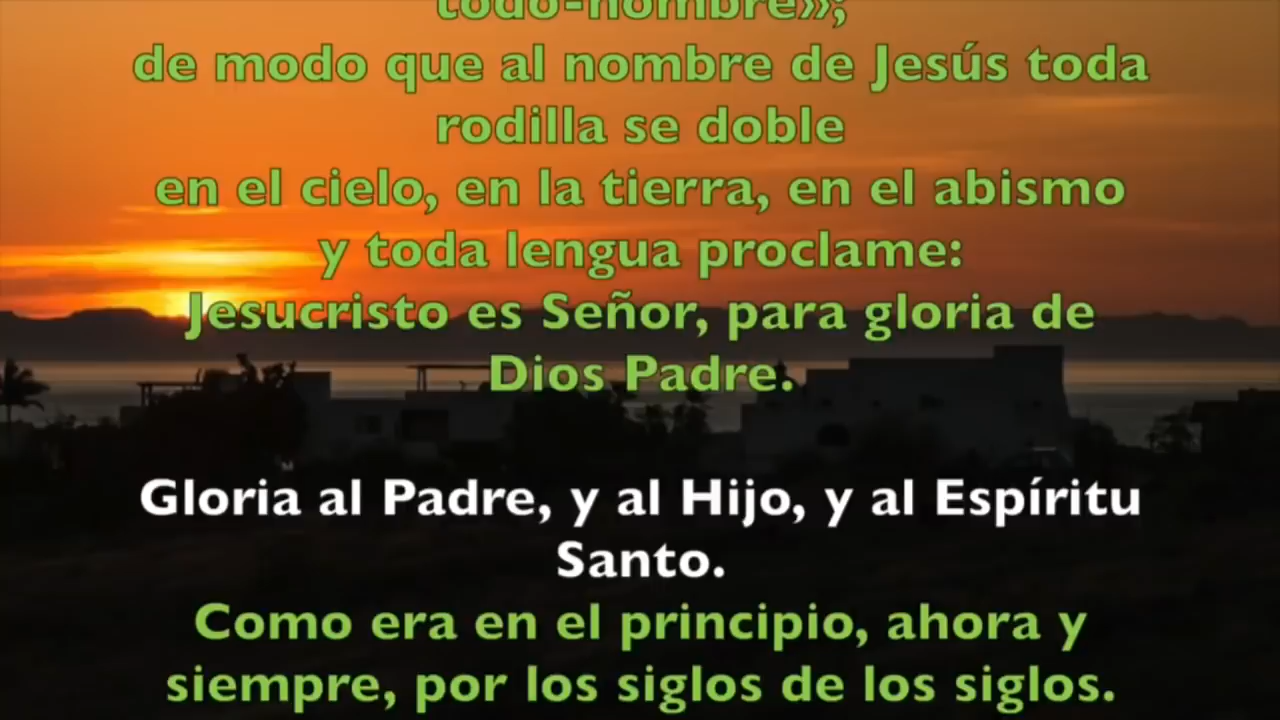 todo-nombre»;
de modo que al nombre de Jesús toda
rodilla se doble
en el cielo, en la tierra, en el abismo
y toda lengua proclame:
Jesucristo es Señor, para gloria de
Dios Padre.
Gloria al Padre, y al Hijo, y al Espíritu
Santo.
Como era en el principio, ahora y
siempre, por los siglos de los siglos.